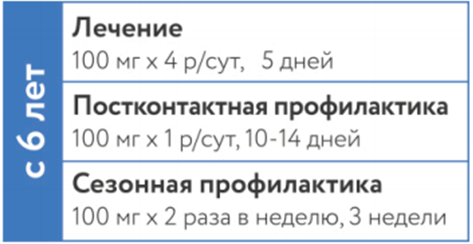 с 6 лет
Лечение
100 мг х 4 р/сут, 5 дней
Постконтактная профилактика
100 мг х 1 р/сут, 10-14 дней
Сезонная профилактика
100 мг х 2 раза в неделю, 3 недели